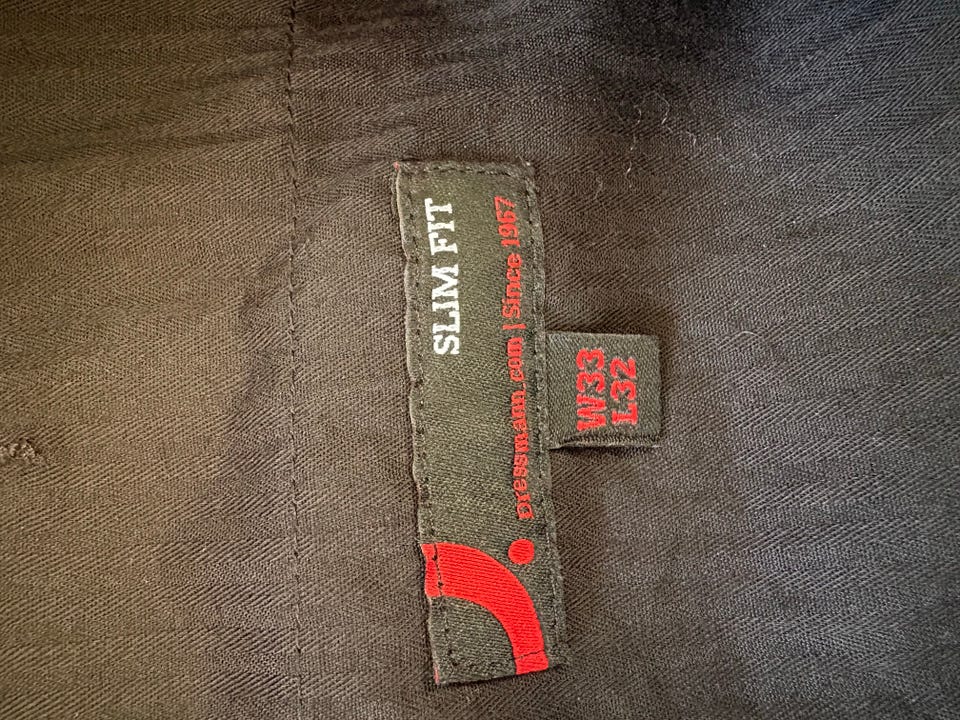 SLIM FIT
Dressmann.com | Since 1967
W33
L32